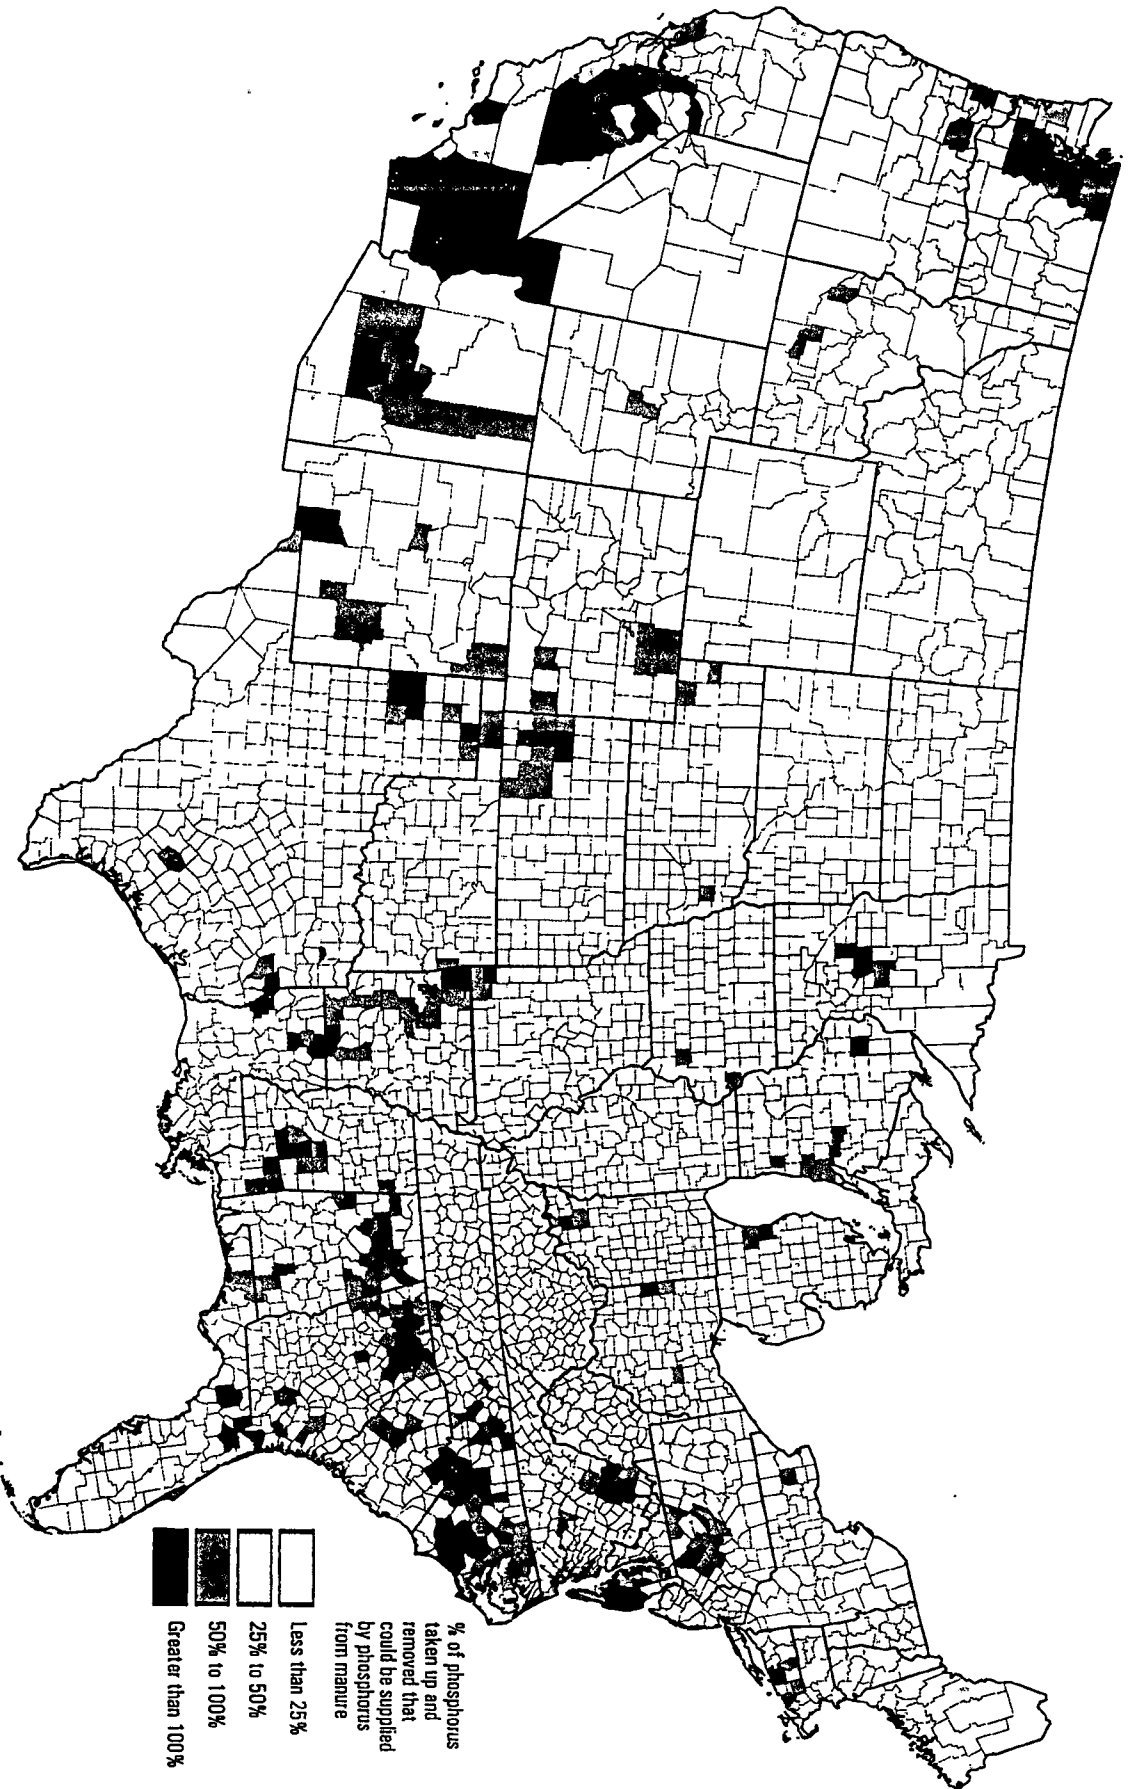 % of phosphorus
taken up and
removed that
could be supplied
by phosphorus
from manure
Less than 25%
25% to 50%
50% to 100%
Greater than 100%